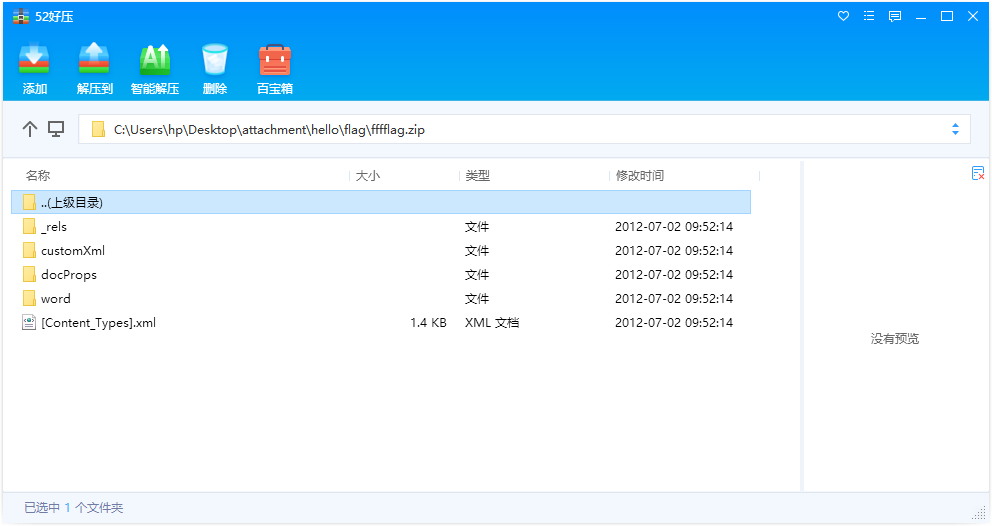 52好压
添加 解压到 智能解压 删除 百宝箱
C:\Users\hp\Desktop\attachment\hello\flag\fffflag.zip
名称 大小 类型 修改时间
..(上级目录)
_rels 文件 2012-07-02 09:52:14
customXml 文件 2012-07-02 09:52:14
docProps 文件 2012-07-02 09:52:14
word 文件 2012-07-02 09:52:14
[Content_Types].xml 1.4 KB XML 文档 2012-07-02 09:52:14
没有预览
已选中 1 个文件夹